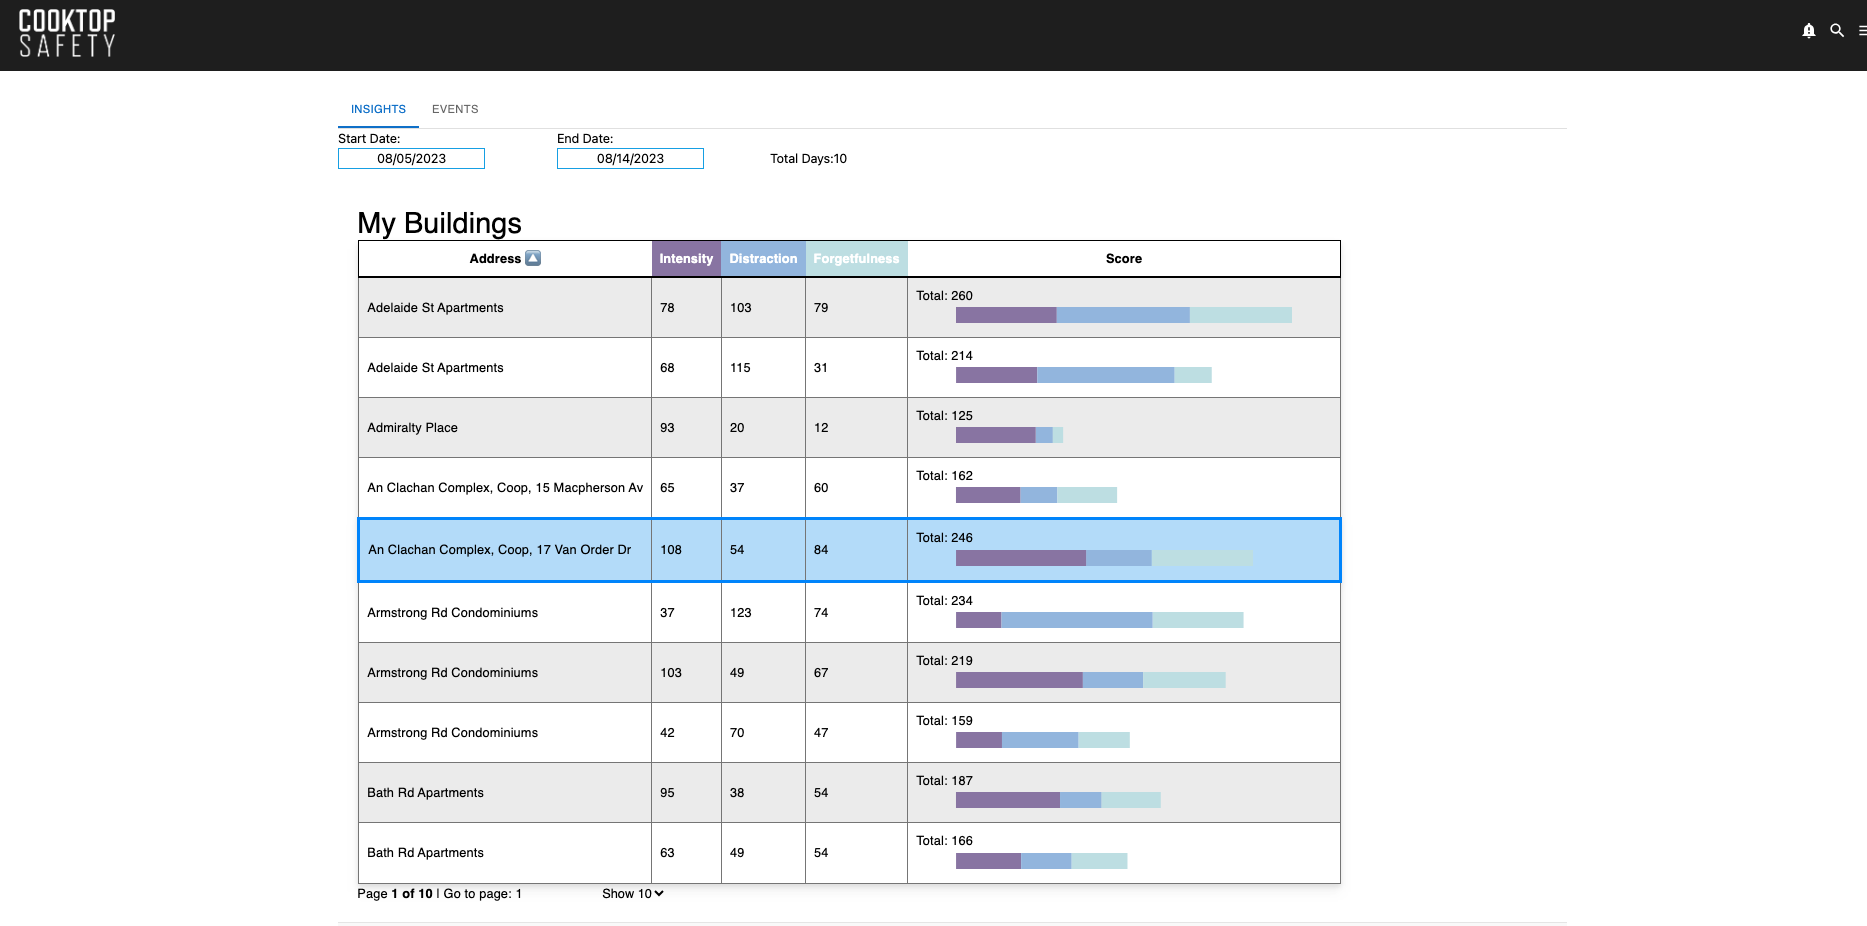 COOKTOP
SAFETY
INSIGHTS EVENTS
Start Date: End Date:
08/05/2023 08/14/2023 Total Days:10
My Buildings
Address Intensity Distraction Forgetfulness Score
Adelaide St Apartments 78 103 79 Total: 260
Adelaide St Apartments 68 115 31 Total: 214
Admiralty Place 93 20 12 Total: 125
An Clachan Complex, Coop, 15 Macpherson Av 65 37 60 Total: 162
An Clachan Complex, Coop, 17 Van Order Dr 108 54 84 Total: 246
Armstrong Rd Condominiums 37 123 74 Total: 234
Armstrong Rd Condominiums 103 49 67 Total: 219
Armstrong Rd Condominiums 42 70 47 Total: 159
Bath Rd Apartments 95 38 54 Total: 187
Bath Rd Apartments 63 49 54 Total: 166
Page 1 of 10 | Go to page: 1 Show 10